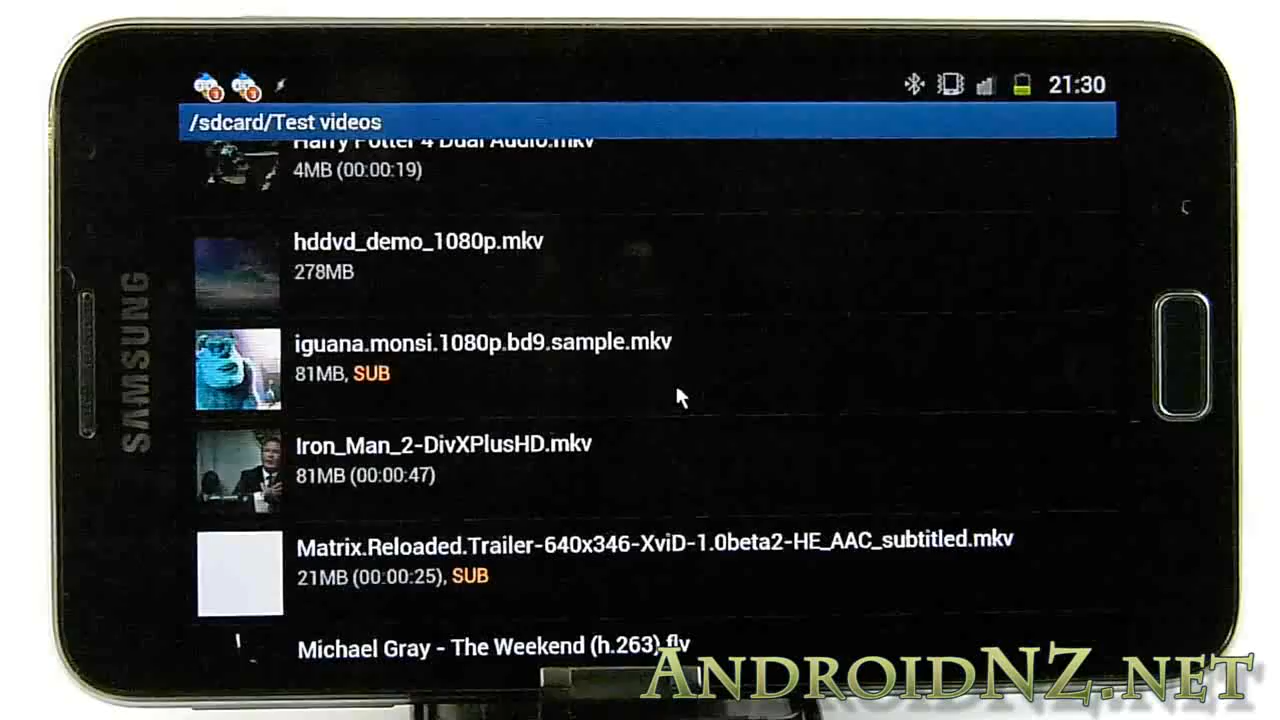 21:30
/sdcard/Test videos
Harry Potter 4 Dual Audio.mkv
4MB (00:00:19)
hddvd_demo_1080p.mkv
278MB
iguana.monsi.1080p.bd9.sample.mkv
81MB, SUB
Iron_Man_2-DivXPlusHD.mkv
81MB (00:00:47)
Matrix.Reloaded.Trailer-640x346-XviD-1.0beta2-HE_AAC_subtitled.mkv
21MB (00:00:25), SUB
Michael Gray - The Weekend (h.263).flv
SAMSUNG
ANDROIDNZ.NET